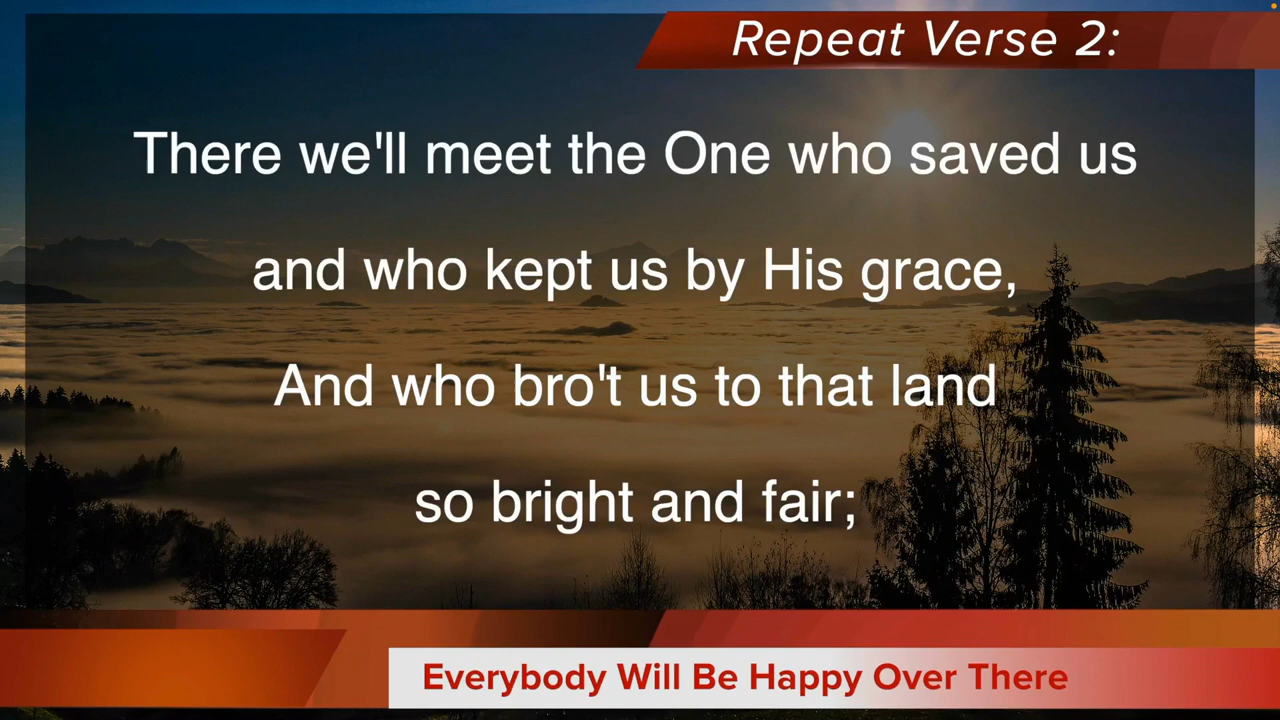 Repeat Verse 2:
There we'll meet the One who saved us
and who kept us by His grace,
And who bro't us to that land
so bright and fair;
Everybody Will Be Happy Over There